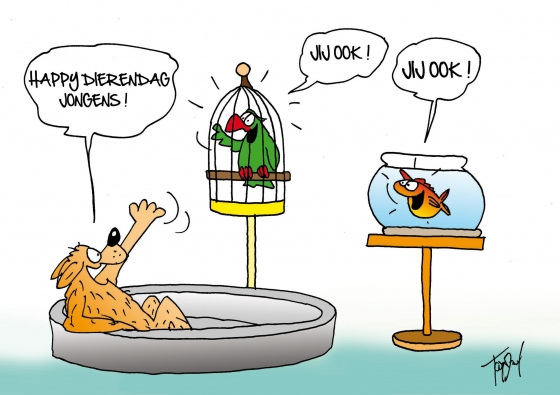 HAPPY DIERENDAG
JONGENS !
JIJ OOK !
JIJ OOK !